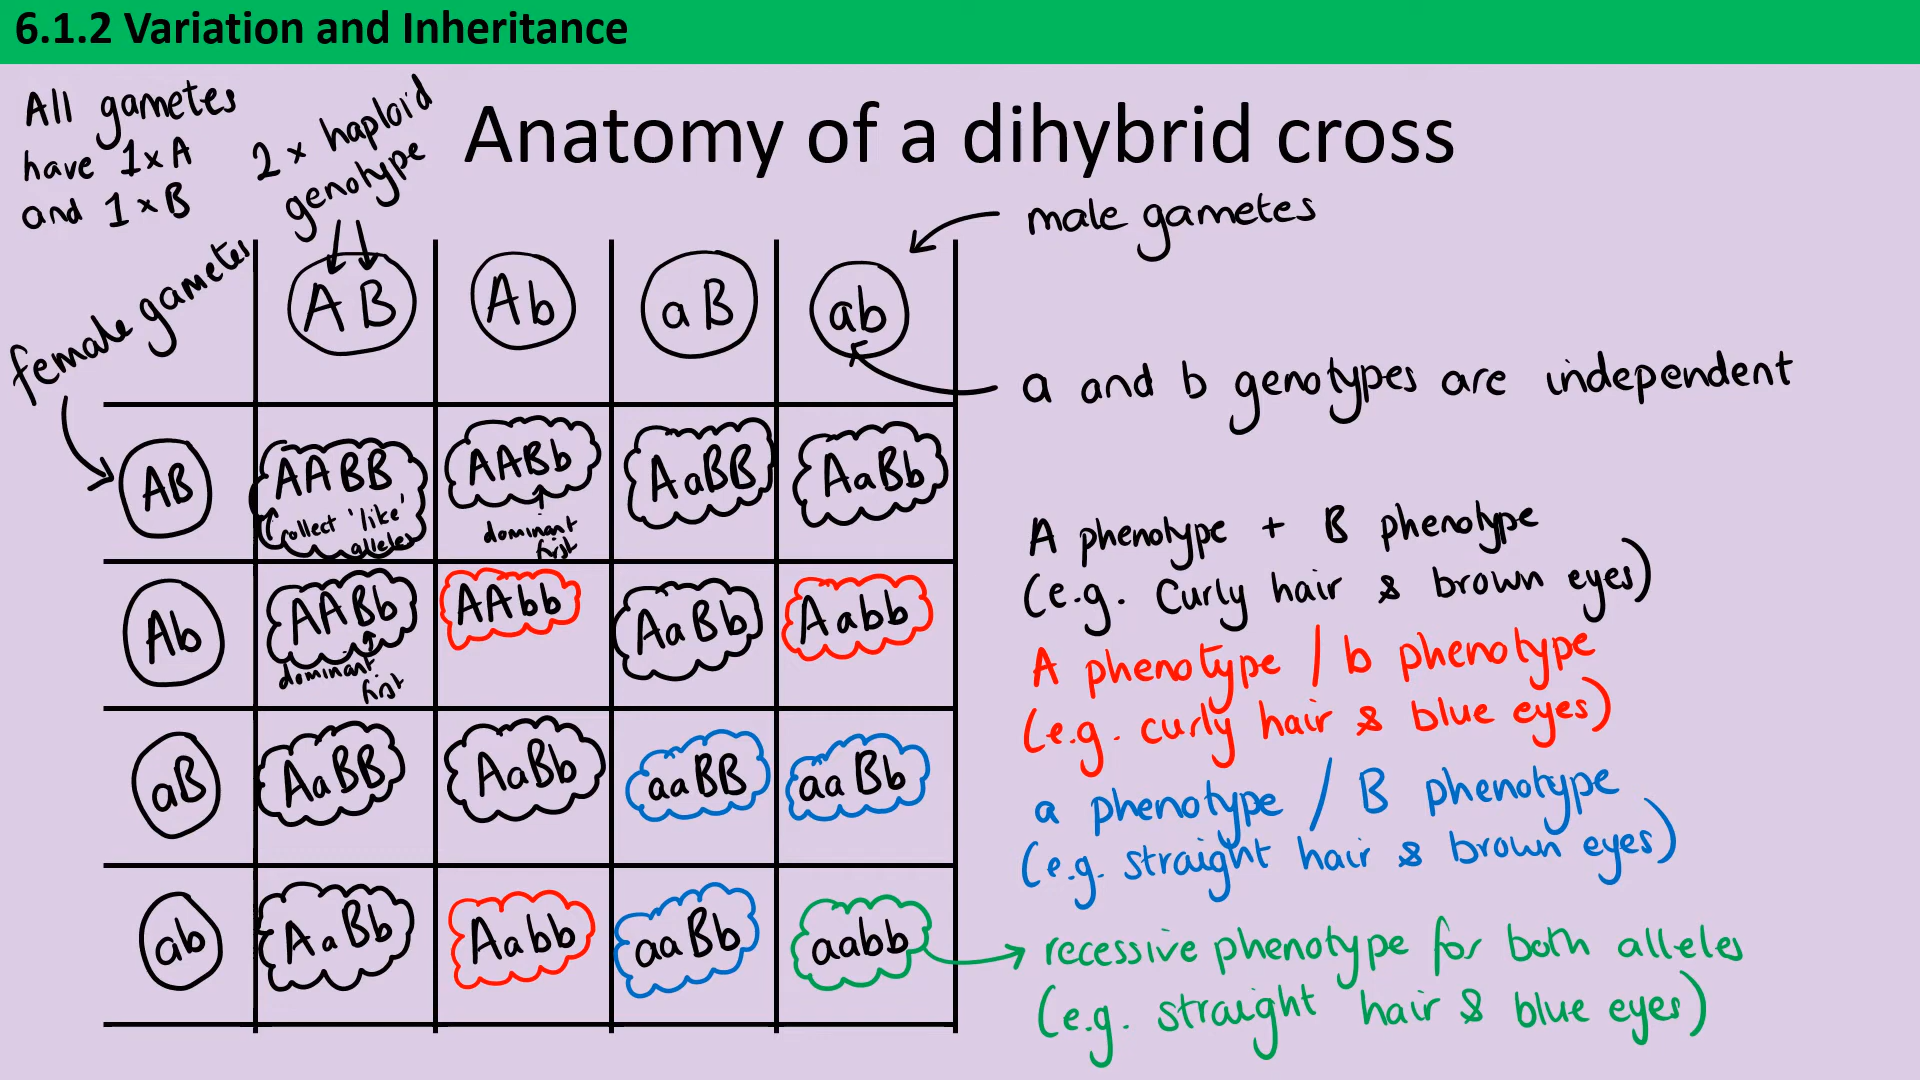 6.1.2 Variation and Inheritance
Anatomy of a dihybrid cross
All gametes
have 1×A
and 1×B
2 × haploid
genotype
male gametes
female gametes
AB
Ab
aB
ab
a and b genotypes are independent
AB
AABB
collect 'like'
alleles
AABb
dominant
first
AaBB
AaBb
Ab
AABb
dominant
first
AAbb
AaBb
Aabb
aB
AaBB
AaBb
aaBB
aaBb
ab
AaBb
Aabb
aaBb
aabb
A phenotype + B phenotype
(e.g. Curly hair & brown eyes)
A phenotype / b phenotype
(e.g. curly hair & blue eyes)
a phenotype / B phenotype
(e.g. straight hair & brown eyes)
recessive phenotype for both alleles
(e.g. straight hair & blue eyes)